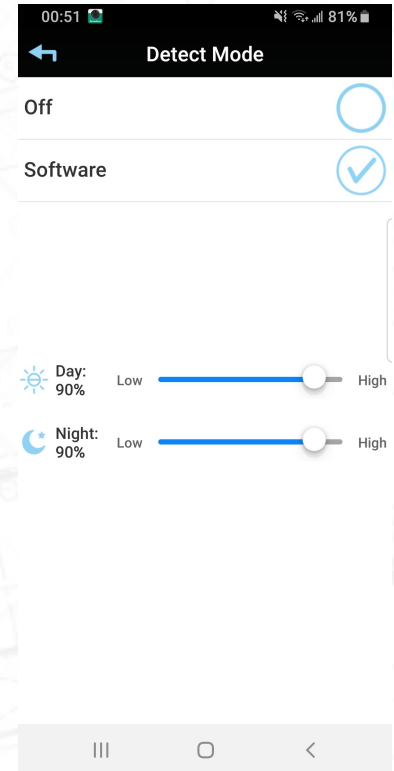 00:51 81%
Detect Mode
Off
Software
Day:
90% Low High
Night:
90% Low High